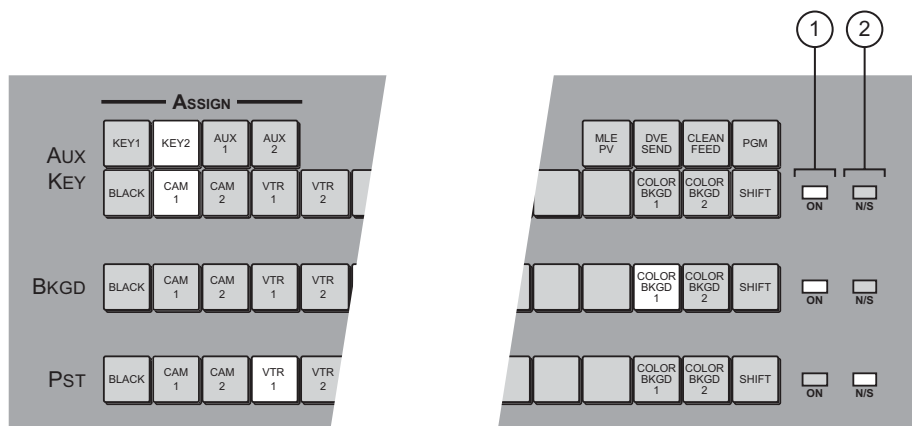 1 2
ASSIGN
AUX KEY
KEY1 KEY2 AUX 1 AUX 2 MLE PV DVE SEND CLEAN FEED PGM
BLACK CAM 1 CAM 2 VTR 1 VTR 2 COLOR BKGD 1 COLOR BKGD 2 SHIFT ON N/S
BKGD BLACK CAM 1 CAM 2 VTR 1 VTR 2 COLOR BKGD 1 COLOR BKGD 2 SHIFT ON N/S
PST BLACK CAM 1 CAM 2 VTR 1 VTR 2 COLOR BKGD 1 COLOR BKGD 2 SHIFT ON N/S